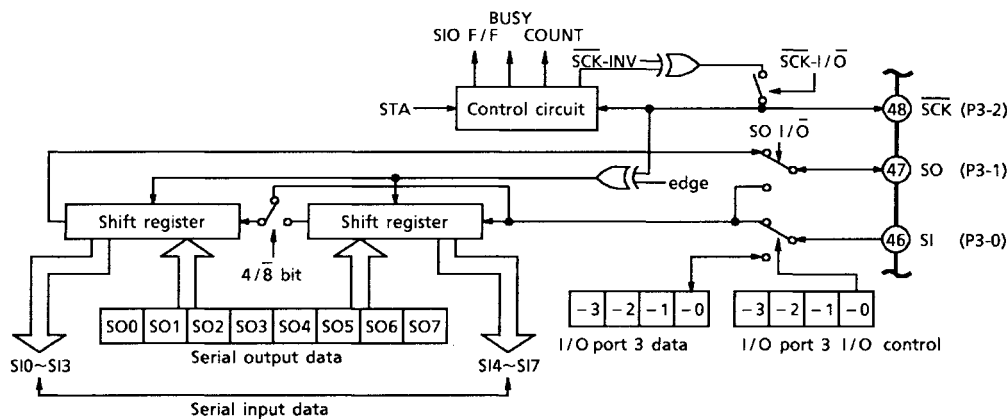 BUSY
SIO F/F COUNT
SCK-INV
SCK-I/O
STA
Control circuit
48 SCK (P3-2)
SO I/O
47 SO (P3-1)
edge
Shift register
Shift register
46 SI (P3-0)
4/8 bit
SO0 SO1 SO2 SO3 SO4 SO5 SO6 SO7
-3 -2 -1 -0
-3 -2 -1 -0
Serial output data
I/O port 3 data
I/O port 3 I/O control
SI0~SI3
SI4~SI7
Serial input data